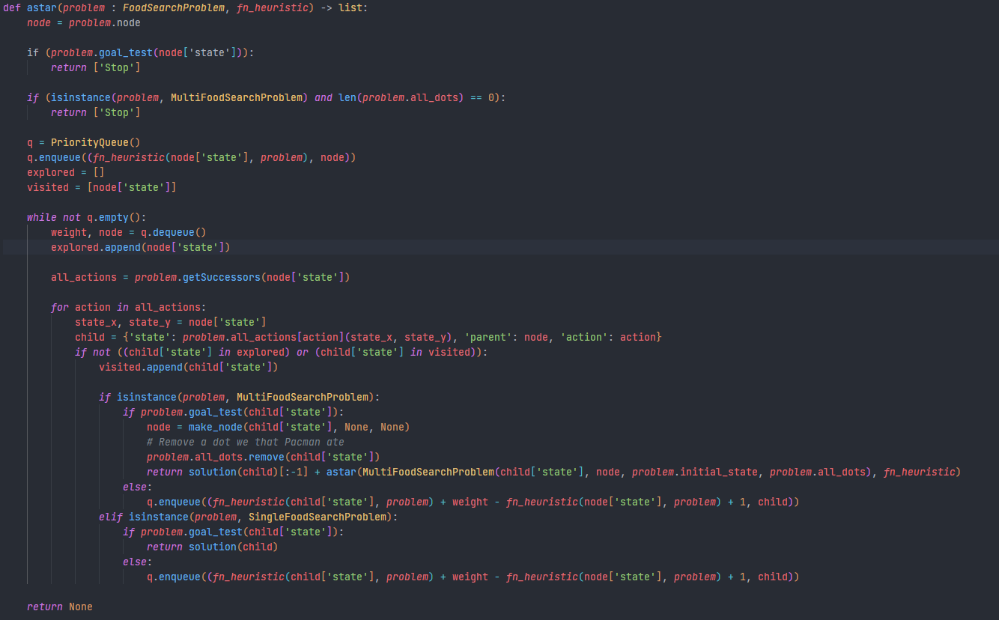 def astar(problem : FoodSearchProblem, fn_heuristic) -> list:
    node = problem.node
    if (problem.goal_test(node['state'])):
        return ['Stop']
    if (isinstance(problem, MultiFoodSearchProblem) and len(problem.all_dots) == 0):
        return ['Stop']
    q = PriorityQueue()
    q.enqueue((fn_heuristic(node['state'], problem), node))
    explored = []
    visited = [node['state']]
    while not q.empty():
        weight, node = q.dequeue()
        explored.append(node['state'])
        all_actions = problem.getSuccessors(node['state'])
        for action in all_actions:
            state_x, state_y = node['state']
            child = {'state': problem.all_actions[action](state_x, state_y), 'parent': node, 'action': action}
            if not ((child['state'] in explored) or (child['state'] in visited)):
                visited.append(child['state'])
                if isinstance(problem, MultiFoodSearchProblem):
                    if problem.goal_test(child['state']):
                        node = make_node(child['state'], None, None)
                        # Remove a dot we that Pacman ate
                        problem.all_dots.remove(child['state'])
                        return solution(child)[:-1] + astar(MultiFoodSearchProblem(child['state'], node, problem.initial_state, problem.all_dots), fn_heuristic)
                    else:
                        q.enqueue((fn_heuristic(child['state'], problem) + weight - fn_heuristic(node['state'], problem) + 1, child))
                elif isinstance(problem, SingleFoodSearchProblem):
                    if problem.goal_test(child['state']):
                        return solution(child)
                    else:
                        q.enqueue((fn_heuristic(child['state'], problem) + weight - fn_heuristic(node['state'], problem) + 1, child))
    return None